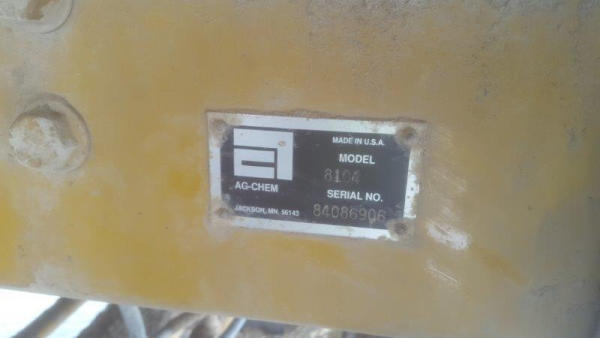 MADE IN U.S.A.
MODEL
8104
AG-CHEM
SERIAL NO.
JACKSON, MN, 56143
84086906